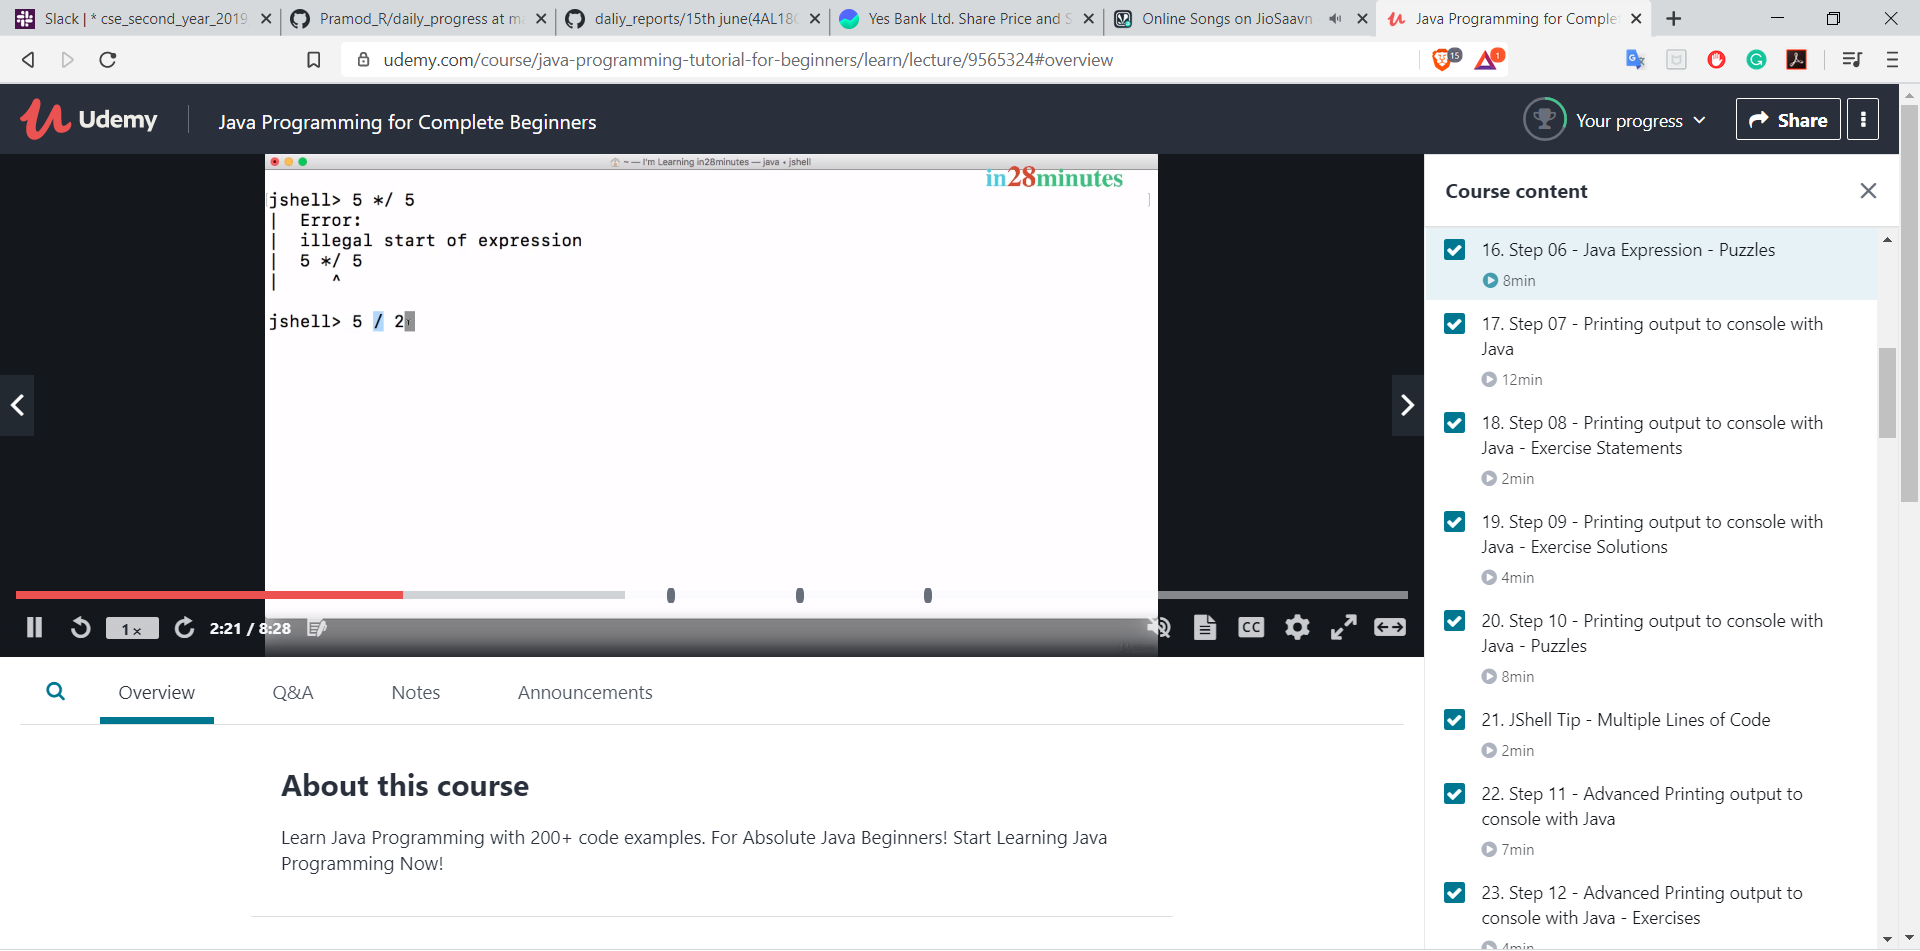 Slack | * cse_second_year_2019
Pramod_R/daily_progress at ma
daliy_reports/15th june(4AL18C
Yes Bank Ltd. Share Price and S
Online Songs on JioSaavn
Java Programming for Complete
udemy.com/course/java-programming-tutorial-for-beginners/learn/lecture/9565324#overview
15
1
Udemy
Java Programming for Complete Beginners
Your progress
Share
~ — I'm Learning in28minutes — java • jshell
in28minutes
jshell> 5 */ 5
| Error:
| illegal start of expression
| 5 */ 5
| ^
jshell> 5 / 2
1x
2:21 / 8:28
CC
Course content
16. Step 06 - Java Expression - Puzzles
8min
17. Step 07 - Printing output to console with
Java
12min
18. Step 08 - Printing output to console with
Java - Exercise Statements
2min
19. Step 09 - Printing output to console with
Java - Exercise Solutions
4min
20. Step 10 - Printing output to console with
Java - Puzzles
8min
21. JShell Tip - Multiple Lines of Code
2min
22. Step 11 - Advanced Printing output to
console with Java
7min
23. Step 12 - Advanced Printing output to
console with Java - Exercises
4min
Overview
Q&A
Notes
Announcements
About this course
Learn Java Programming with 200+ code examples. For Absolute Java Beginners! Start Learning Java
Programming Now!